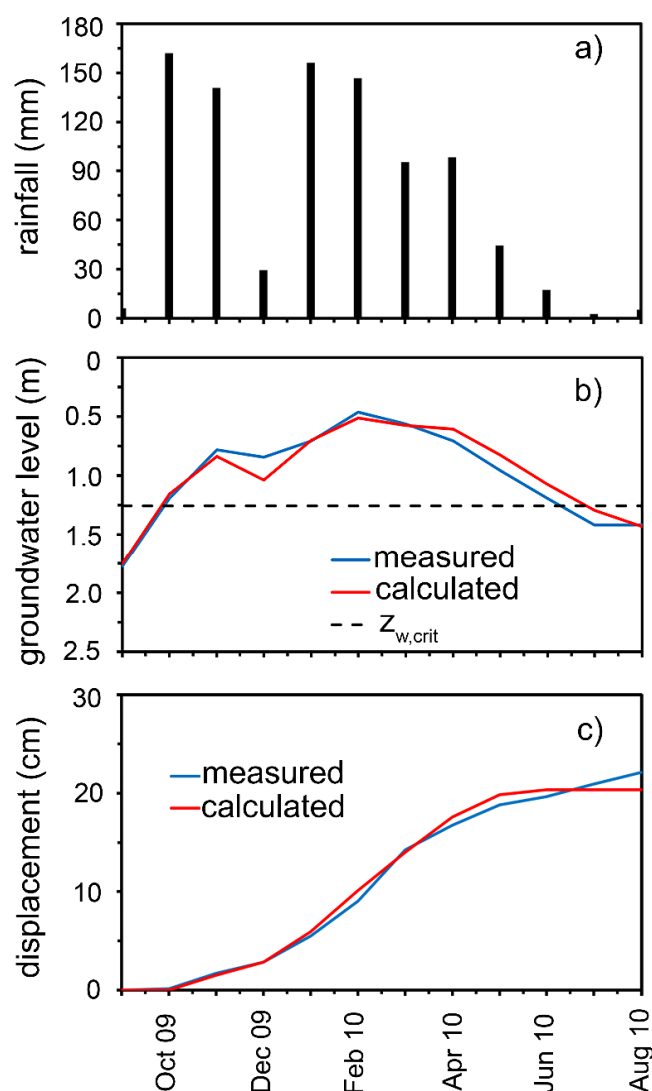 a)
rainfall (mm)
180
150
120
90
60
30
0
b)
groundwater level (m)
0
0.5
1.0
1.5
2.0
2.5
measured
calculated
z w,crit
c)
displacement (cm)
30
20
10
0
measured
calculated
Oct 09
Dec 09
Feb 10
Apr 10
Jun 10
Aug 10